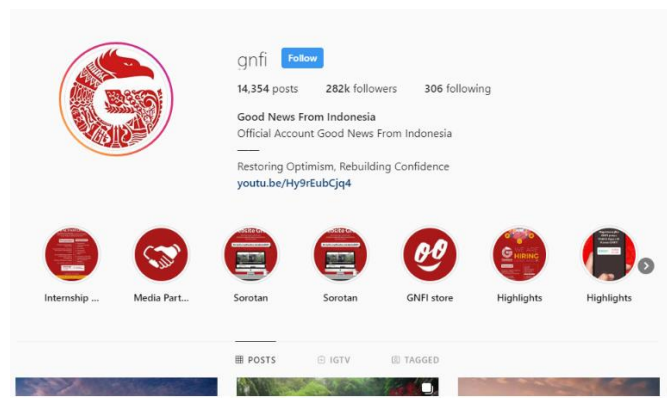 gnfi Follow
14,354 posts 282k followers 306 following
Good News From Indonesia
Official Account Good News From Indonesia
Restoring Optimism, Rebuilding Confidence
youtu.be/Hy9rEubCjq4
HIRING
Internship ... Media Part... Sorotan Sorotan GNFI store Highlights Highlights
POSTS IGTV TAGGED